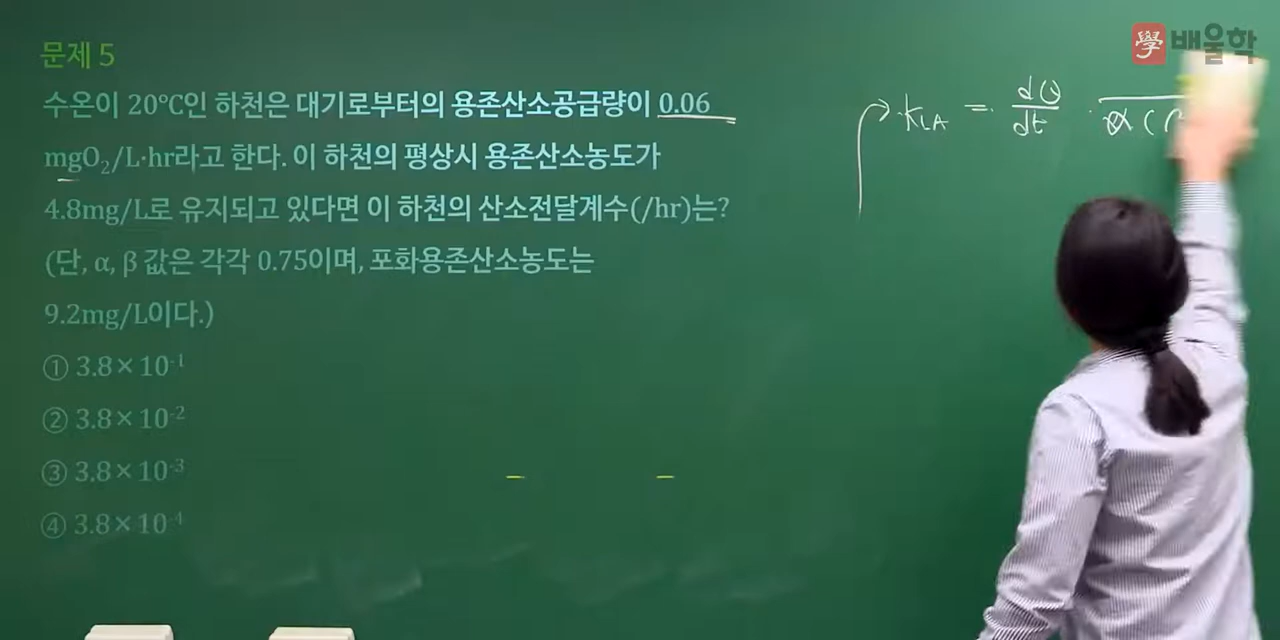 學 배울학
문제 5
수온이 20℃인 하천은 대기로부터의 용존산소공급량이 0.06
mgO₂/L·hr라고 한다. 이 하천의 평상시 용존산소농도가
4.8mg/L로 유지되고 있다면 이 하천의 산소전달계수(/hr)는?
(단, α, β 값은 각각 0.75이며, 포화용존산소농도는
9.2mg/L이다.)
① 3.8×10⁻¹
② 3.8×10⁻²
③ 3.8×10⁻³
④ 3.8×10⁻⁴
K_LA = dO/dt · α (